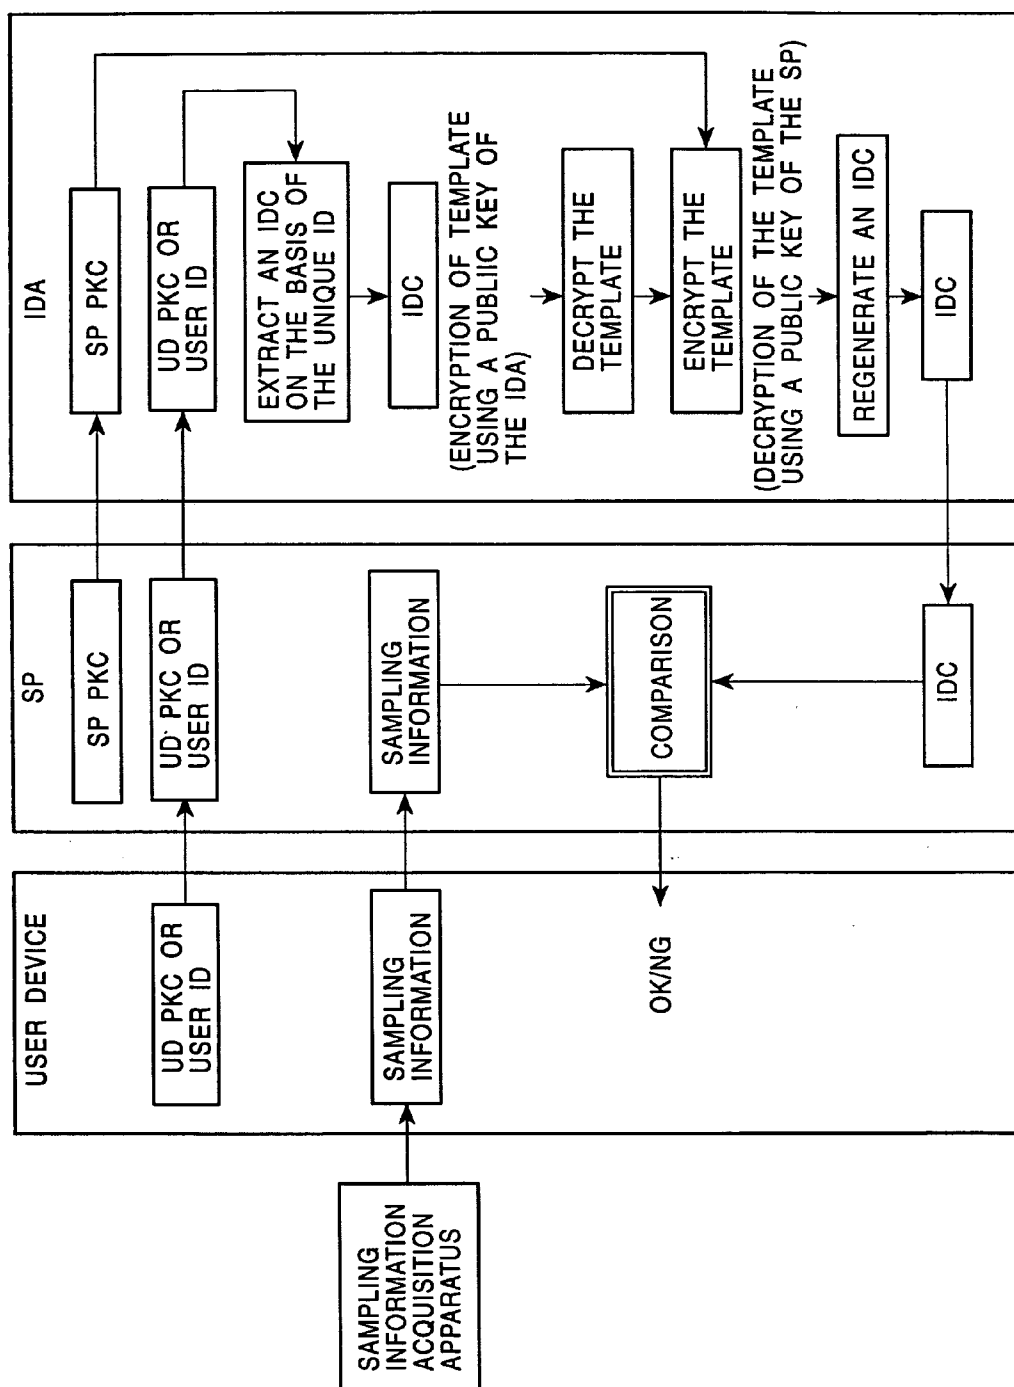 SAMPLING
INFORMATION
ACQUISITION
APPARATUS
USER DEVICE
UD PKC OR
USER ID
SAMPLING
INFORMATION
OK/NG
SP
SP PKC
UD PKC OR
USER ID
SAMPLING
INFORMATION
COMPARISON
IDC
IDA
SP PKC
UD PKC OR
USER ID
EXTRACT AN IDC
ON THE BASIS OF
THE UNIQUE ID
IDC
(ENCRYPTION OF TEMPLATE
USING A PUBLIIC KEY OF
THE IDA)
DECRYPT THE
TEMPLATE
ENCRYPT THE
TEMPLATE
(DECRYPTION OF THE TEMPLATE
USING A PUBLIC KEY OF THE SP)
REGENERATE AN IDC
IDC